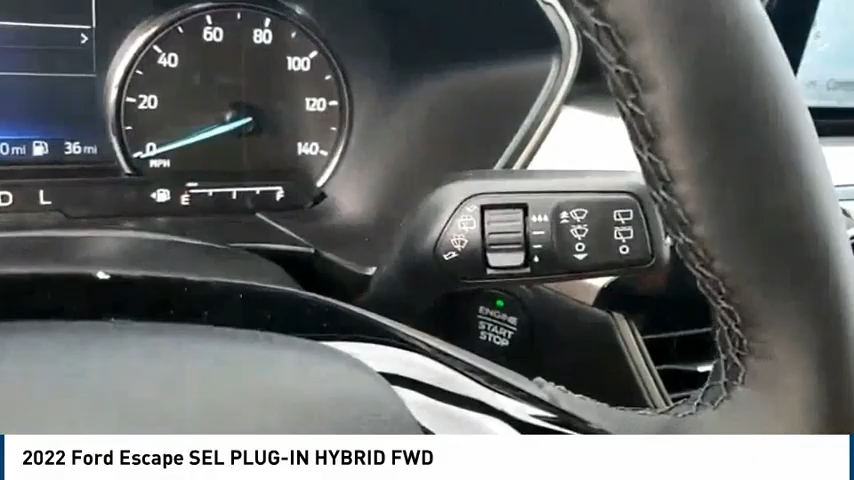 60 80
40 100
20 120
0 140
MPH
0 mi 36 mi
D L
E F
ENGINE
START
STOP
2022 Ford Escape SEL PLUG-IN HYBRID FWD